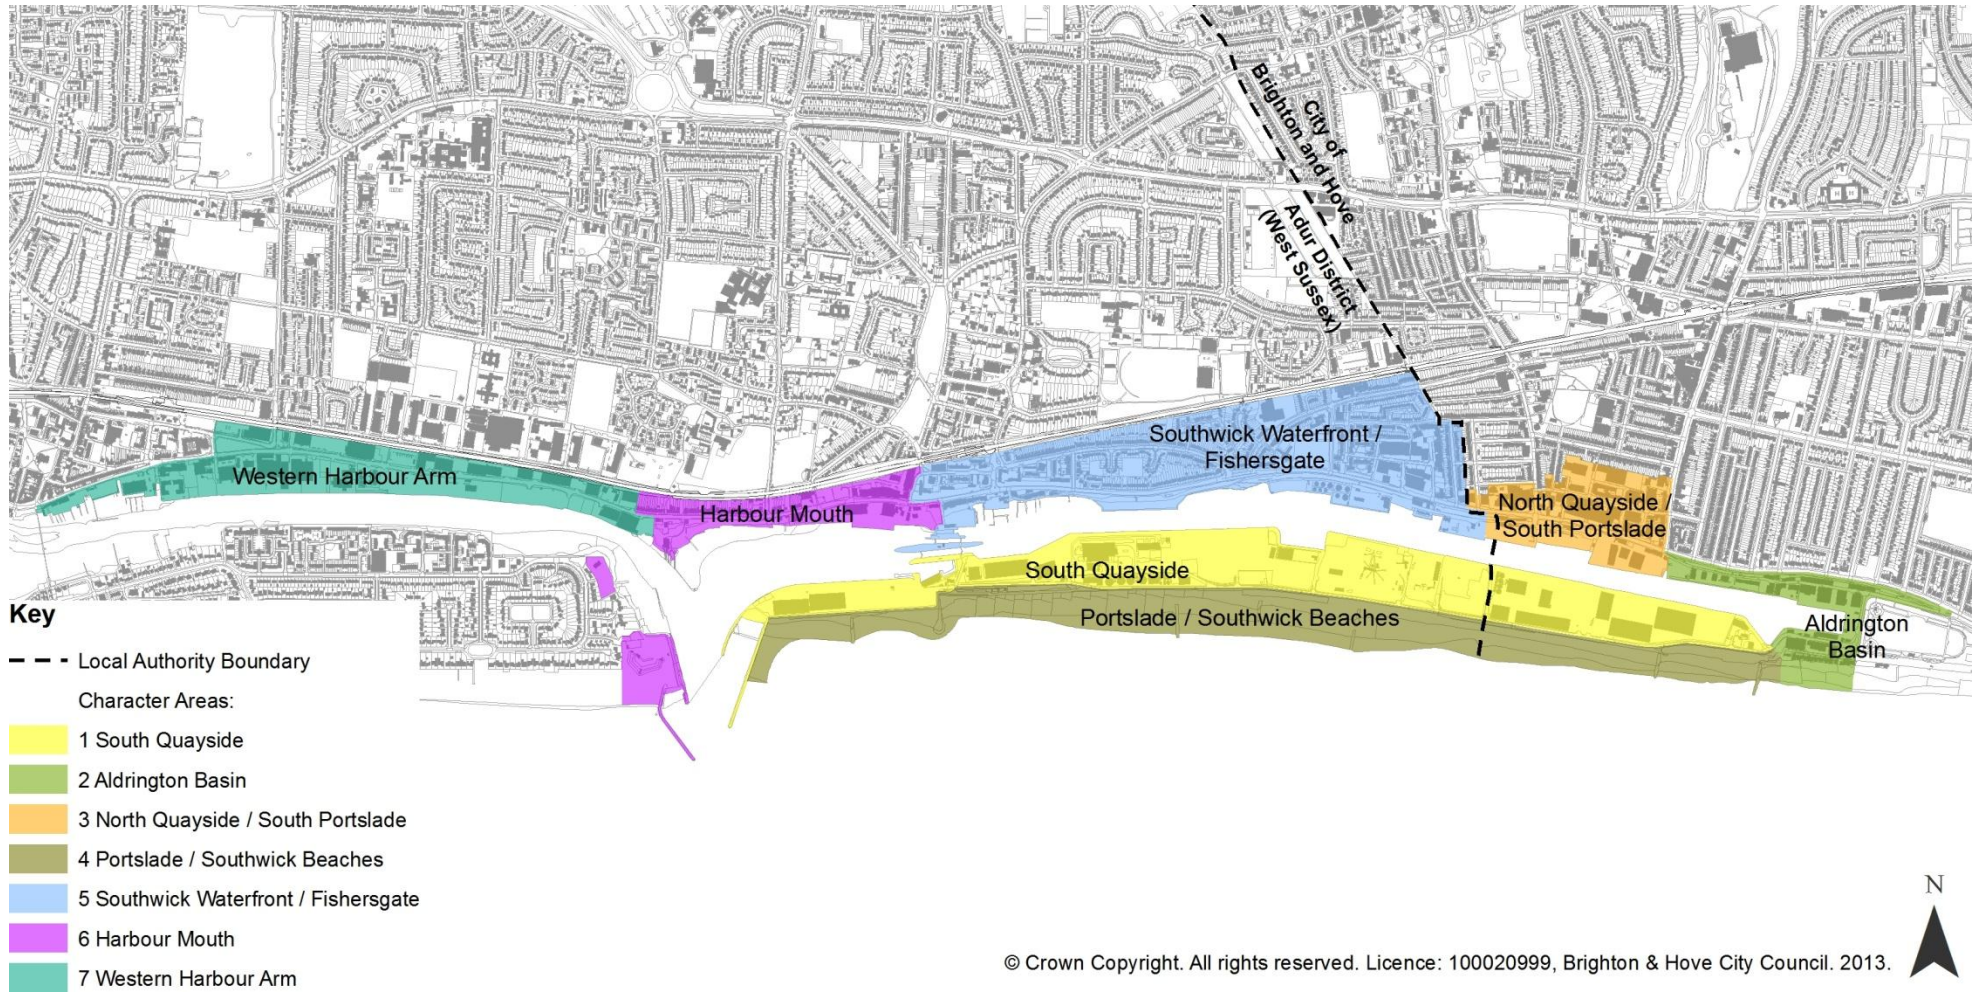 City of
Brighton and Hove
Adur District
(West Sussex)
Southwick Waterfront /
Fishersgate
Western Harbour Arm
North Quayside /
South Portslade
Harbour Mouth
South Quayside
Portslade / Southwick Beaches
Aldrington
Basin
Key
Local Authority Boundary
Character Areas:
1 South Quayside
2 Aldrington Basin
3 North Quayside / South Portslade
4 Portslade / Southwick Beaches
5 Southwick Waterfront / Fishersgate
6 Harbour Mouth
7 Western Harbour Arm
N
© Crown Copyright. All rights reserved. Licence: 100020999, Brighton & Hove City Council. 2013.